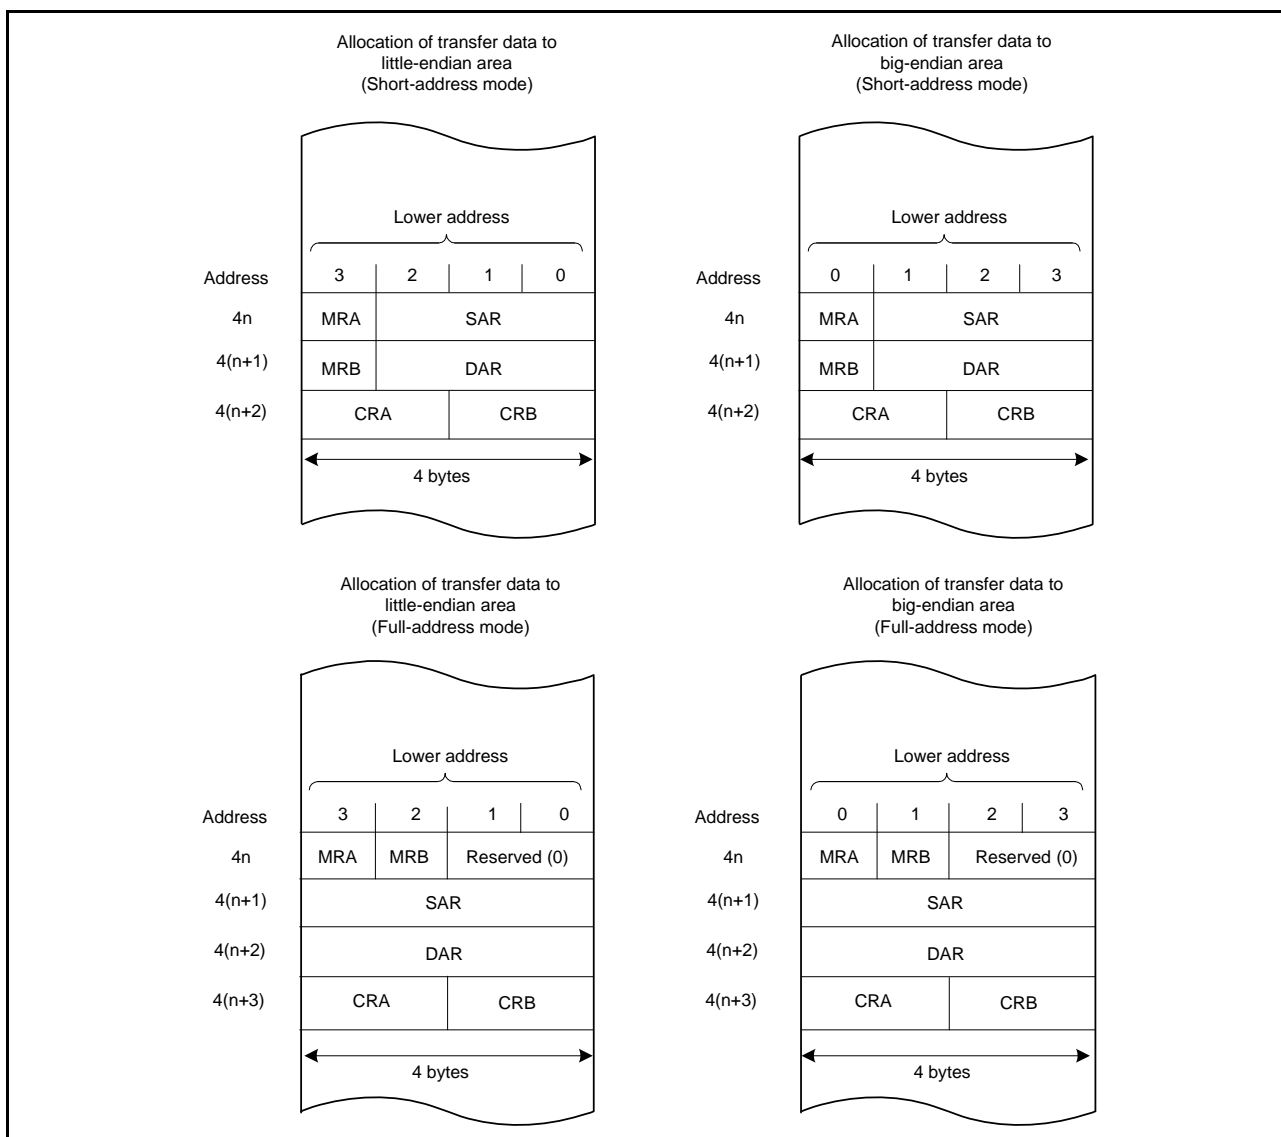 Allocation of transfer data to
little-endian area
(Short-address mode)
Lower address
Address 3 2 1 0
4n MRA SAR
4(n+1) MRB DAR
4(n+2) CRA CRB
4 bytes
Allocation of transfer data to
big-endian area
(Short-address mode)
Lower address
Address 0 1 2 3
4n MRA SAR
4(n+1) MRB DAR
4(n+2) CRA CRB
4 bytes
Allocation of transfer data to
little-endian area
(Full-address mode)
Lower address
Address 3 2 1 0
4n MRA MRB Reserved (0)
4(n+1) SAR
4(n+2) DAR
4(n+3) CRA CRB
4 bytes
Allocation of transfer data to
big-endian area
(Full-address mode)
Lower address
Address 0 1 2 3
4n MRA MRB Reserved (0)
4(n+1) SAR
4(n+2) DAR
4(n+3) CRA CRB
4 bytes